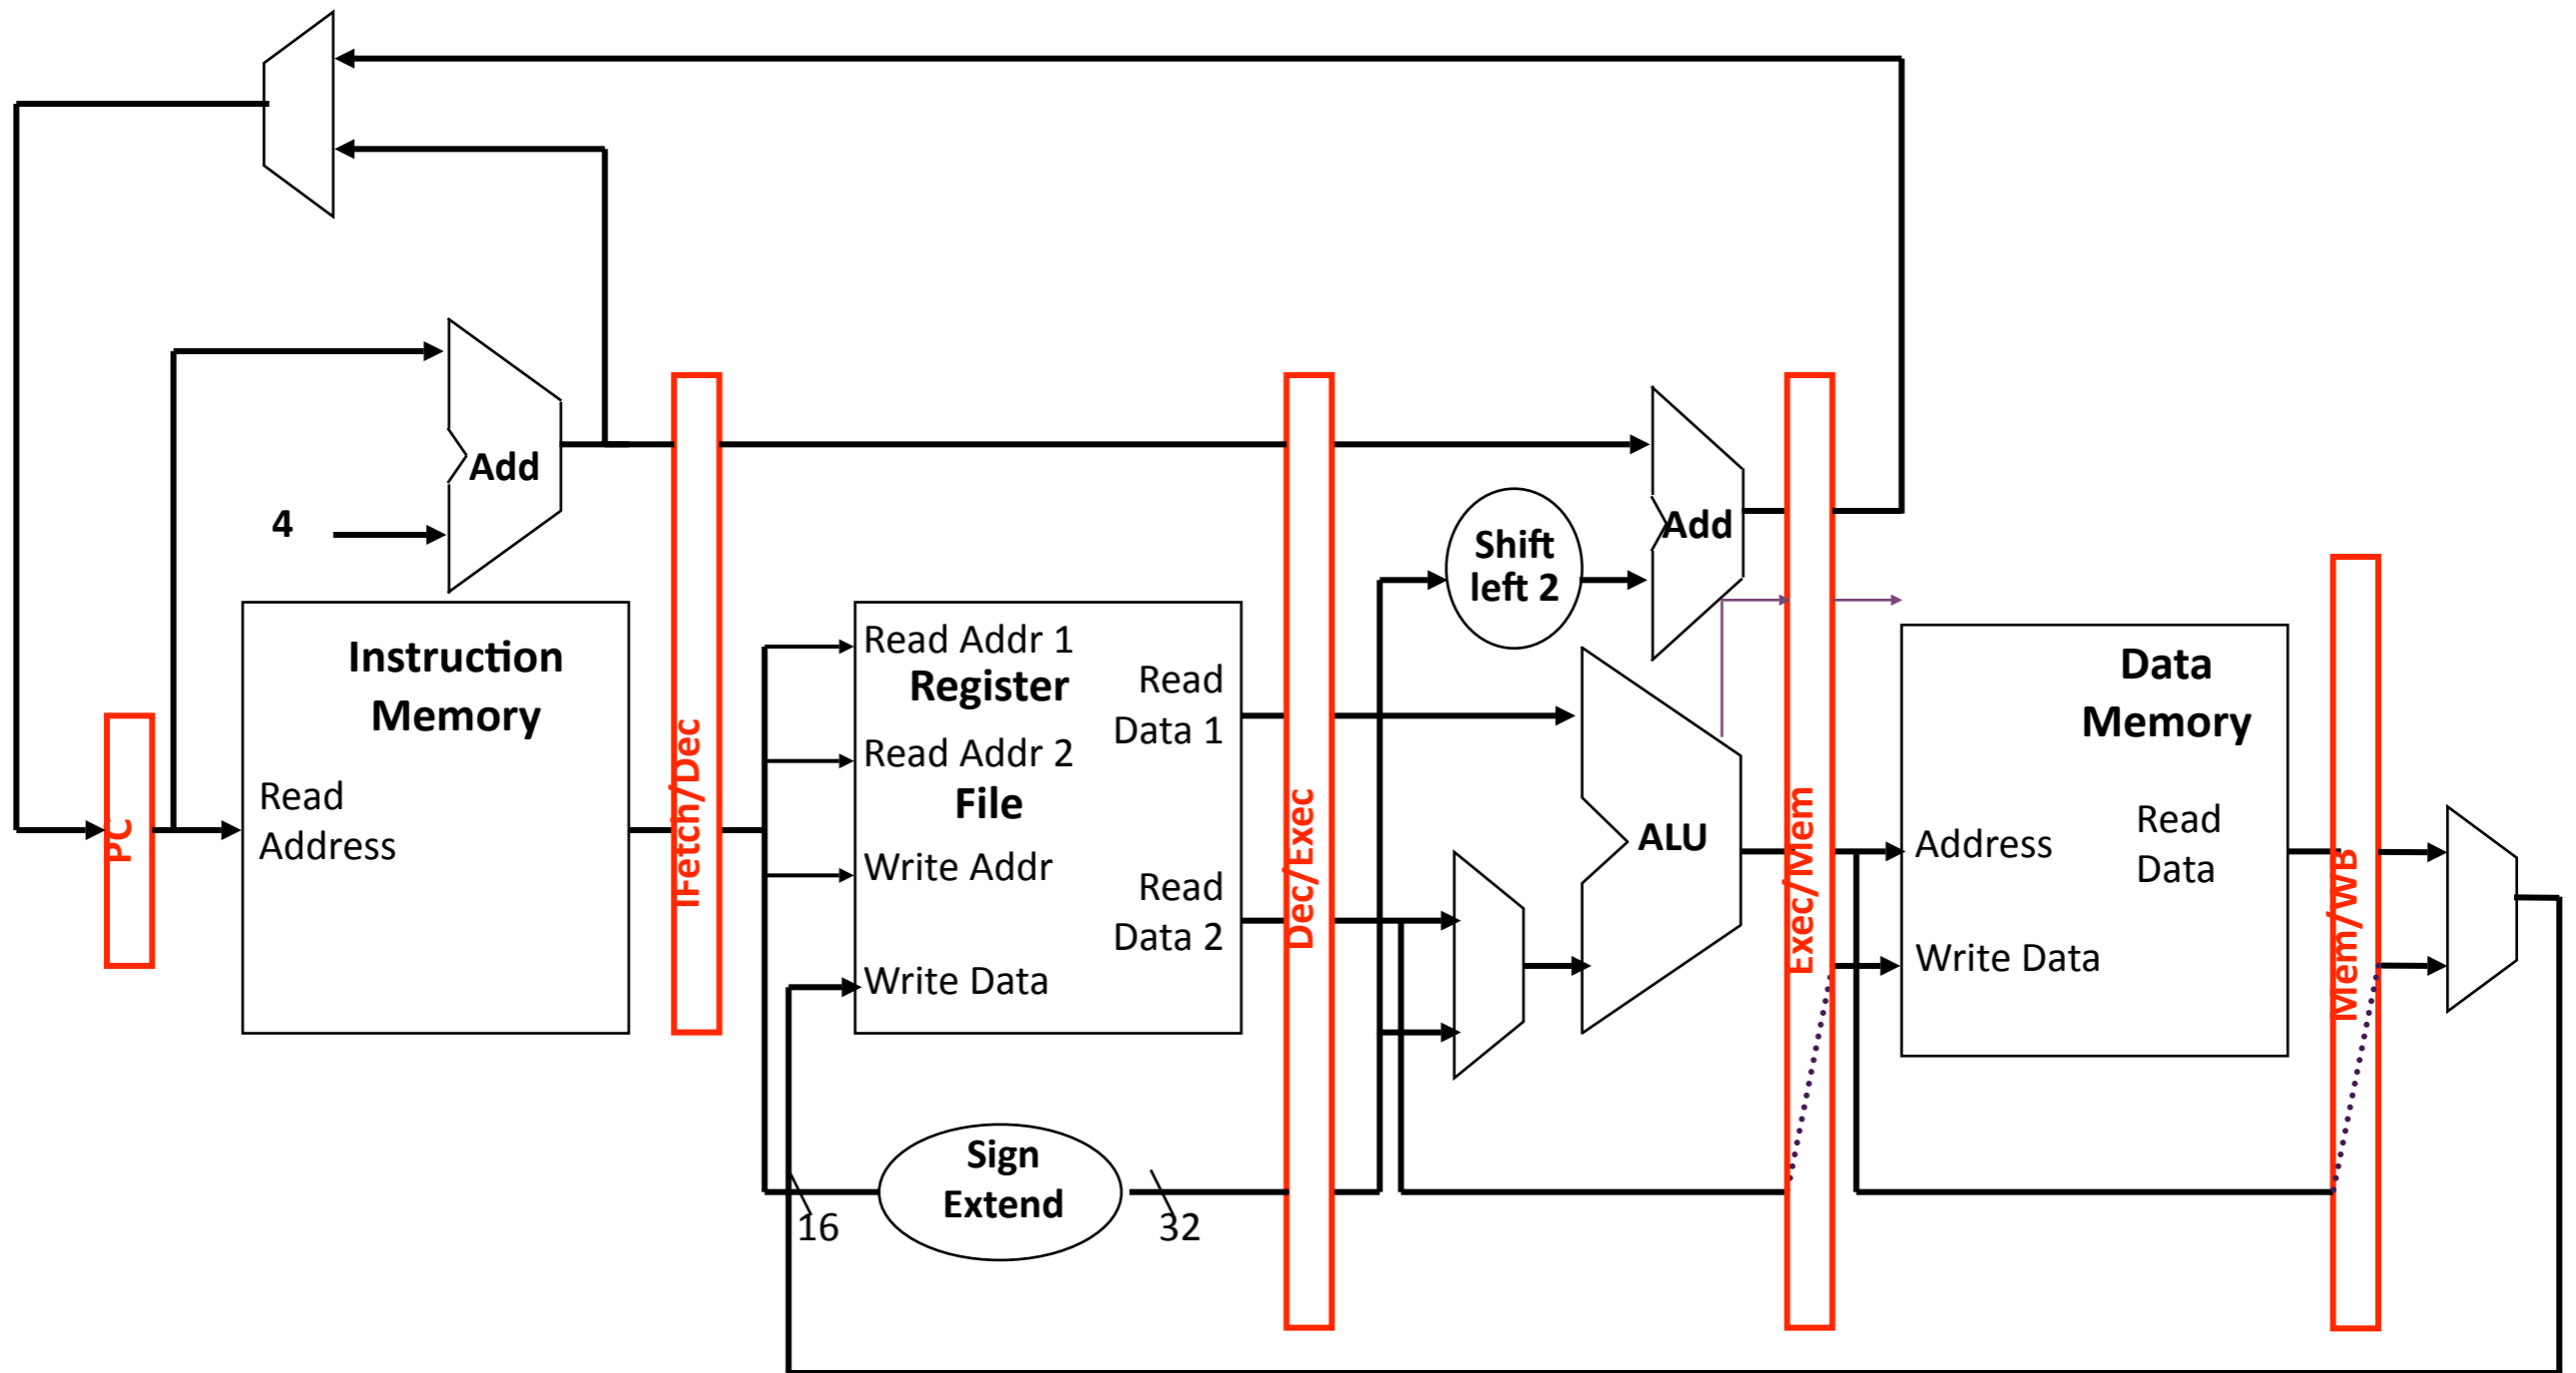 Add
4
Instruction
Memory
Read
Address
PC
IFetch/Dec
Read Addr 1
Register
Read Addr 2
File
Write Addr
Write Data
Read
Data 1
Read
Data 2
Sign
Extend
16
32
Dec/Exec
Shift
left 2
Add
ALU
Exec/Mem
Data
Memory
Address
Read
Data
Write Data
Mem/WB